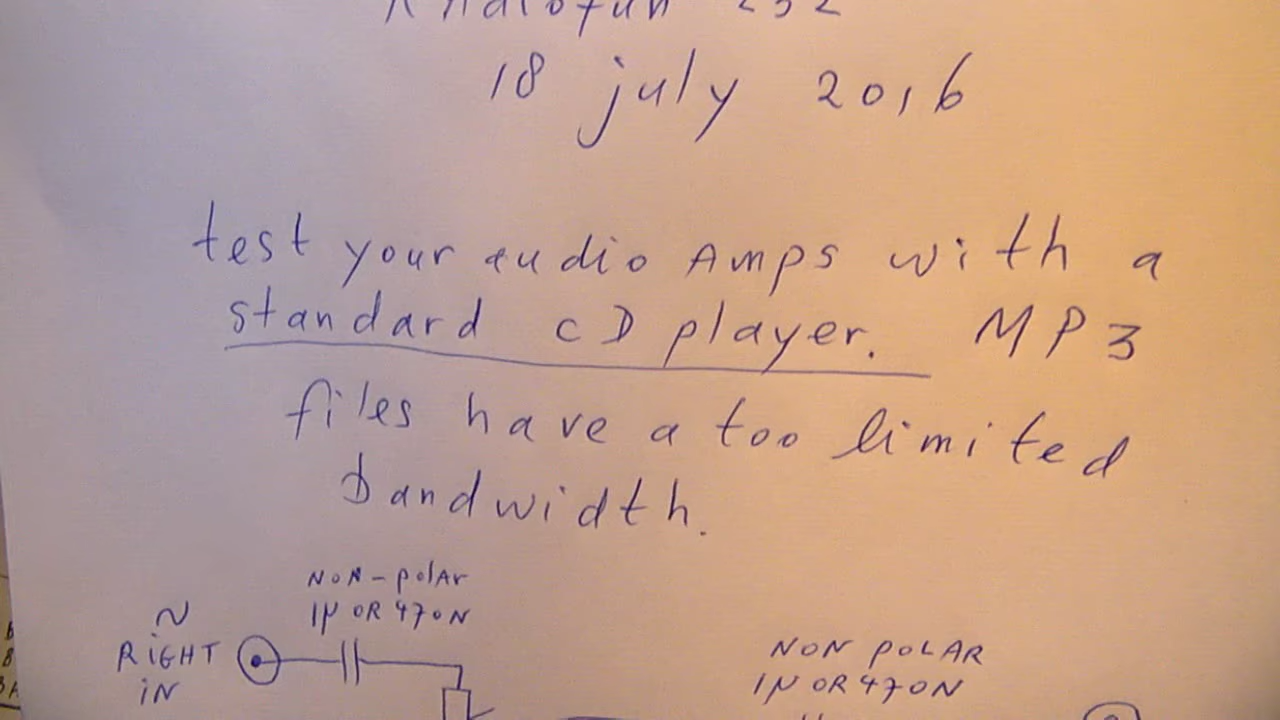 18 july 2016
test your audio Amps with a
standard CD player. MP3
files have a too limited
bandwidth.
NON-polAr
1µ OR 470N
~
RiGHT
iN
NON POLAR
1µ OR 470N